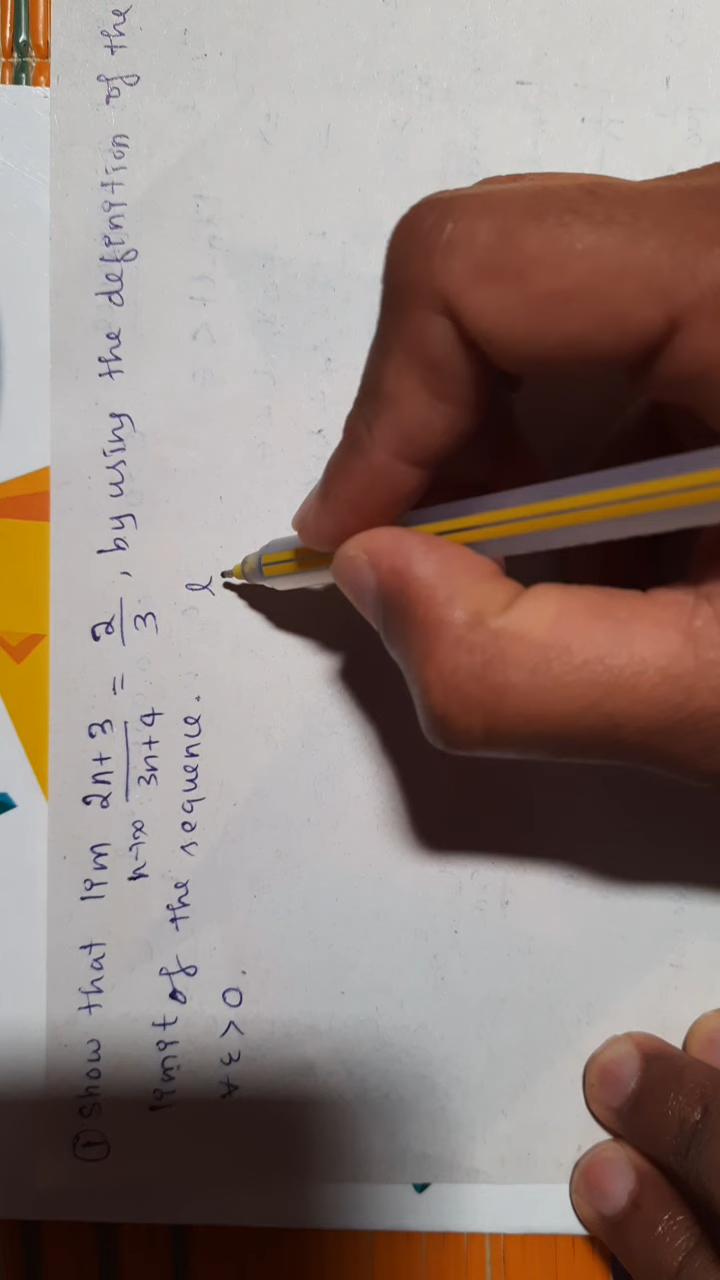 ① show that lim 2n+3 / 3n+4 = 2/3, by using the definition of the
n→∞
limit of the sequence.
∀ε>0. l